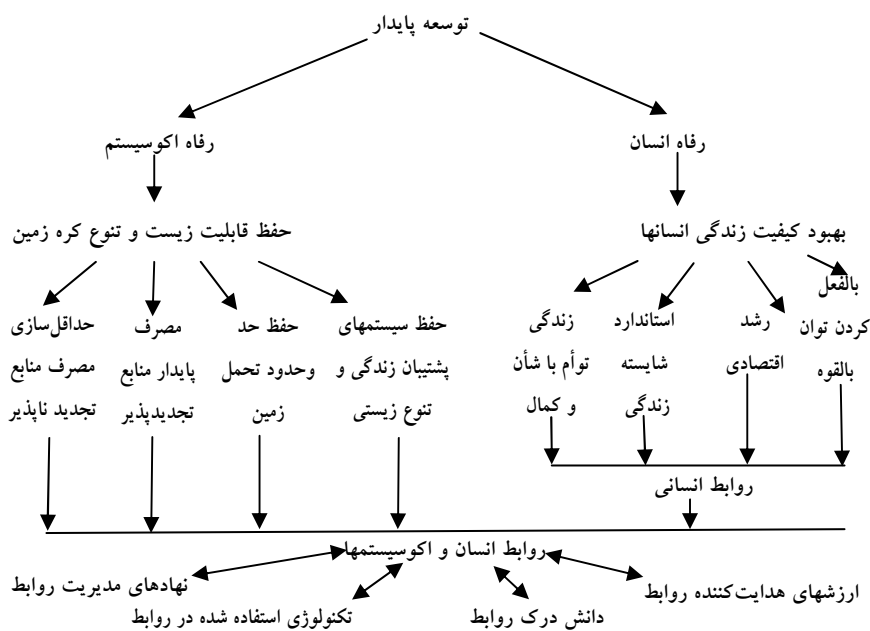 توسعه پایدار
رفاه انسان
رفاه اکوسیستم
بهبود کیفیت زندگی انسانها
حفظ قابلیت زیست و تنوع کره زمین
بالفعل
کردن توان
بالقوه
رشد
اقتصادی
استاندارد
شایسته
زندگی
زندگی
توأم با شأن
و کمال
حفظ سیستمهای
پشتیبان زندگی و
تنوع زیستی
حفظ حد
وحدود تحمل
زمین
مصرف
پایدار منابع
تجدیدپذیر
حداقل‌سازی
مصرف منابع
تجدید ناپذیر
روابط انسانی
روابط انسان و اکوسیستمها
ارزشهای هدایت‌کننده روابط
دانش درک روابط
تکنولوژی استفاده شده در روابط
نهادهای مدیریت روابط